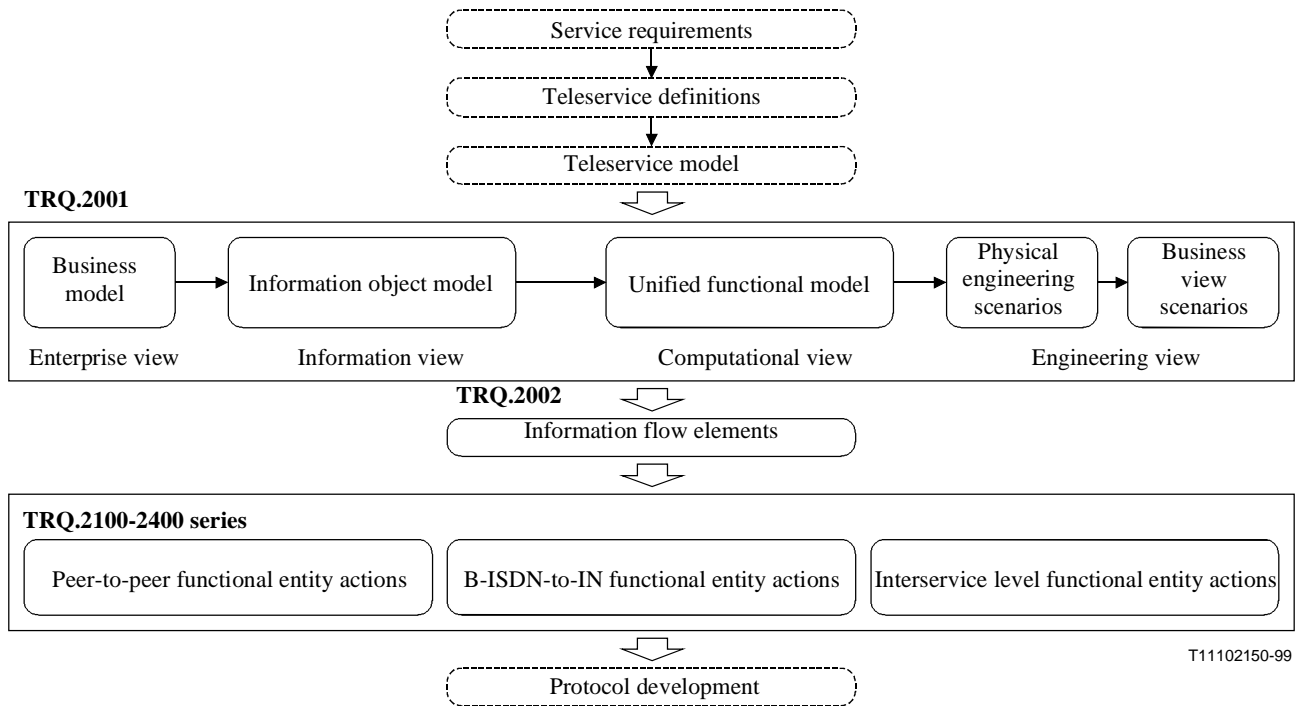 Service requirements
Teleservice definitions
Teleservice model
TRQ.2001
Business
model
Information object model
Unified functional model
Physical
engineering
scenarios
Business
view
scenarios
Enterprise view
Information view
Computational view
Engineering view
TRQ.2002
Information flow elements
TRQ.2100-2400 series
Peer-to-peer functional entity actions
B-ISDN-to-IN functional entity actions
Interservice level functional entity actions
T11102150-99
Protocol development